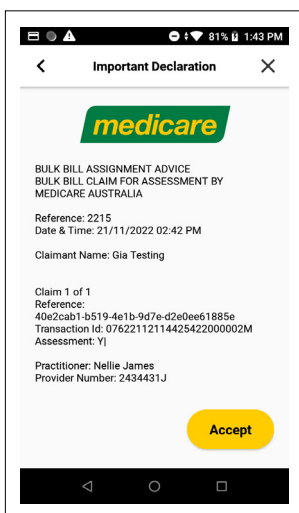 81% 1:43 PM
Important Declaration
medicare
BULK BILL ASSIGNMENT ADVICE
BULK BILL CLAIM FOR ASSESSMENT BY
MEDICARE AUSTRALIA
Reference: 2215
Date & Time: 21/11/2022 02:42 PM
Claimant Name: Gia Testing
Claim 1 of 1
Reference:
40e2cab1-b519-4e1b-9d7e-d2e0ee61885e
Transaction Id: 07622112114425422000002M
Assessment: Y|
Practitioner: Nellie James
Provider Number: 2434431J
Accept